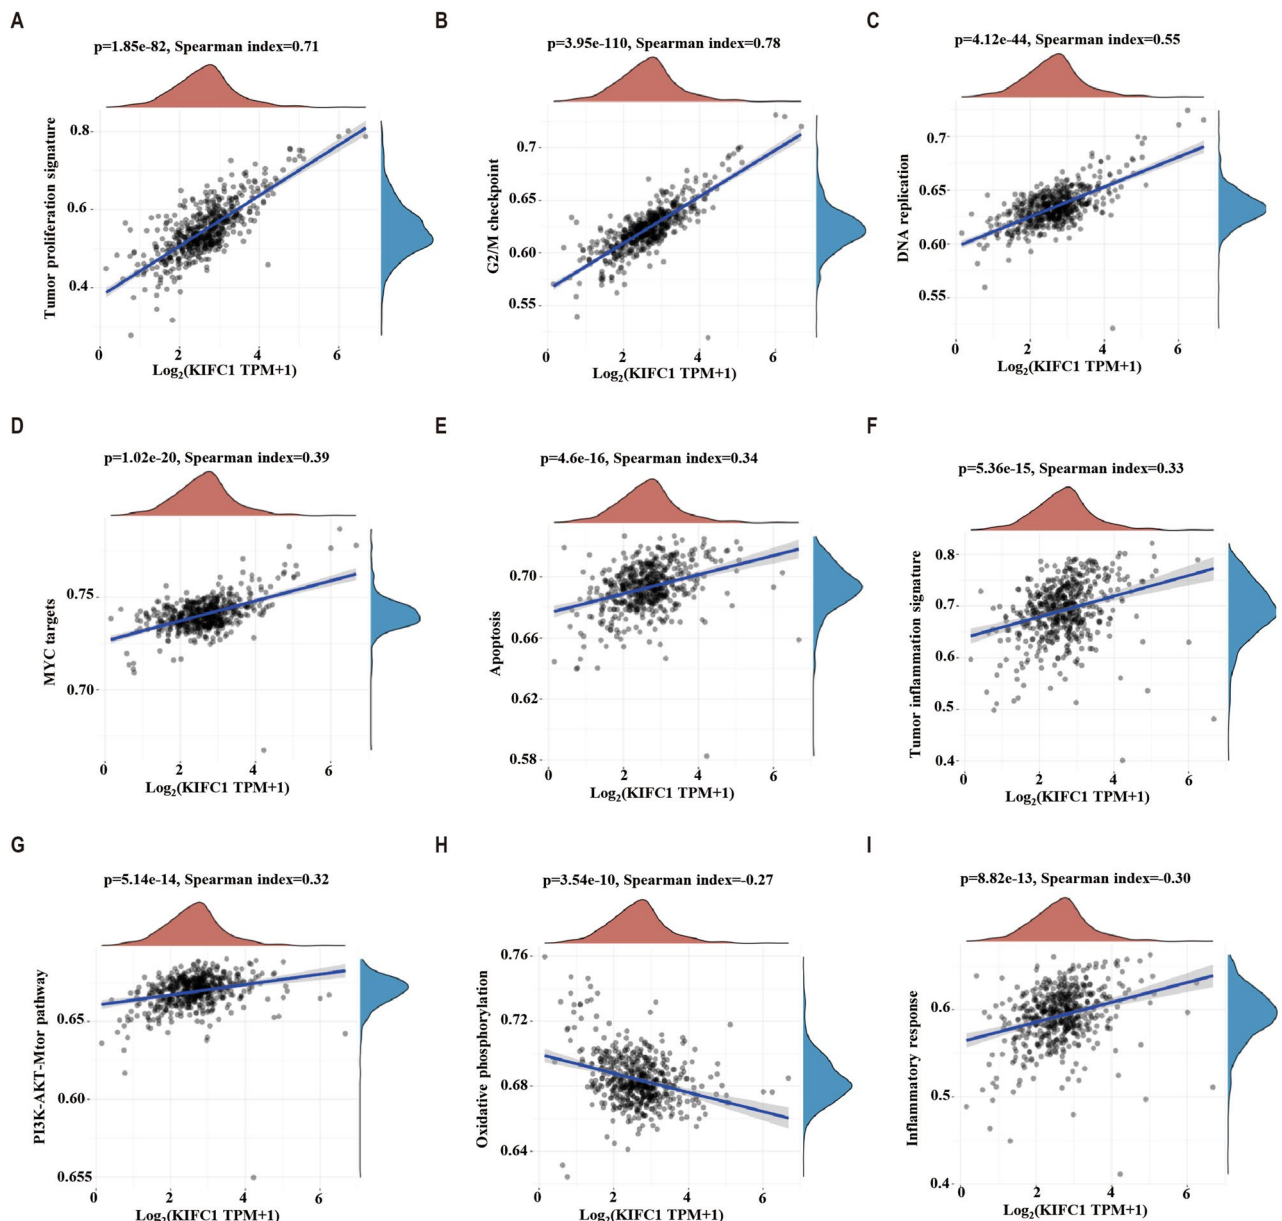 A
p=1.85e-82, Spearman index=0.71
Tumor proliferation signature
0.8
0.6
0.4
0 2 4 6
Log₂(KIFC1 TPM+1)
B
p=3.95e-110, Spearman index=0.78
G2/M checkpoint
0.7
0.65
0.60
0.55
0 2 4 6
Log₂(KIFC1 TPM+1)
C
p=4.12e-44, Spearman index=0.55
DNA replication
0.7
0.65
0.60
0.55
0 2 4 6
Log₂(KIFC1 TPM+1)
D
p=1.02e-20, Spearman index=0.39
MYC targets
0.75
0.70
0 2 4 6
Log₂(KIFC1 TPM+1)
E
p=4.6e-16, Spearman index=0.34
Apoptosis
0.70
0.66
0.62
0.58
0 2 4 6
Log₂(KIFC1 TPM+1)
F
p=5.36e-15, Spearman index=0.33
Tumor inflammation signature
0.8
0.7
0.6
0.5
0.4
0 2 4 6
Log₂(KIFC1 TPM+1)
G
p=5.14e-14, Spearman index=0.32
PI3K-AKT-Mtor pathway
0.65
0.60
0.655
0 2 4 6
Log₂(KIFC1 TPM+1)
H
p=3.54e-10, Spearman index=-0.27
Oxidative phosphorylation
0.76
0.72
0.68
0.64
0 2 4 6
Log₂(KIFC1 TPM+1)
I
p=8.82e-13, Spearman index=-0.30
Inflammatory response
0.6
0.5
0.4
0 2 4 6
Log₂(KIFC1 TPM+1)